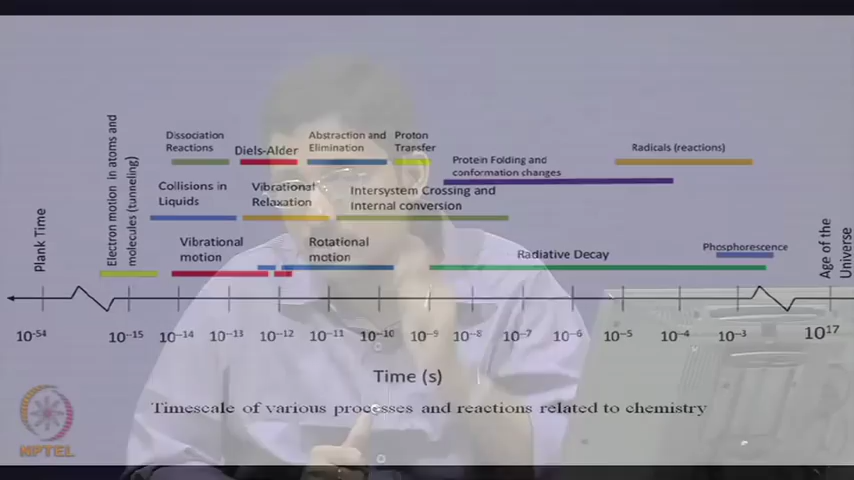 Dissociation
Reactions
Diels-Alder
Abstraction and
Elimination
Proton
Transfer
Protein Folding and
conformation changes
Radicals (reactions)
Collisions in
Liquids
Vibrational
Relaxation
Intersystem Crossing and
Internal conversion
Vibrational
motion
Rotational
motion
Radiative Decay
Phosphorescence
Plank Time
Electron motion in atoms and
molecules (tunneling)
Age of the
Universe
10⁻⁵⁴ 10⁻¹⁵ 10⁻¹⁴ 10⁻¹³ 10⁻¹² 10⁻¹¹ 10⁻¹⁰ 10⁻⁹ 10⁻⁸ 10⁻⁷ 10⁻⁶ 10⁻⁵ 10⁻⁴ 10⁻³ 10¹⁷
Time (s)
Timescale of various processes and reactions related to chemistry
NPTEL